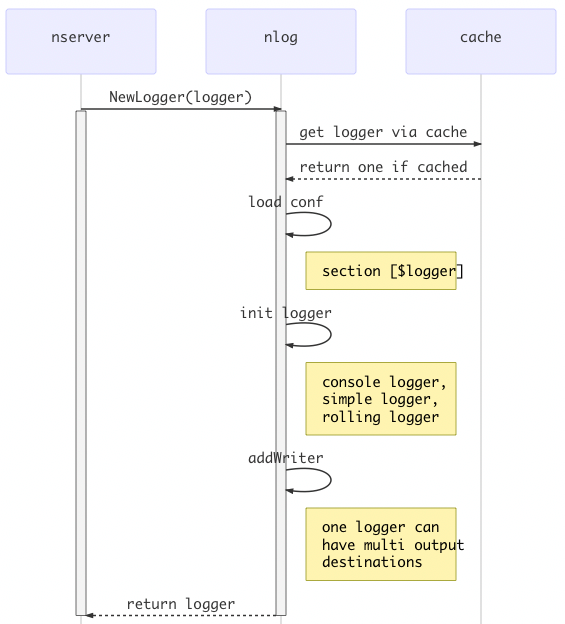 nserver
nlog
cache
NewLogger(logger)
get logger via cache
return one if cached
load conf
section [$logger]
init logger
console logger,
simple logger,
rolling logger
addWriter
one logger can
have multi output
destinations
return logger